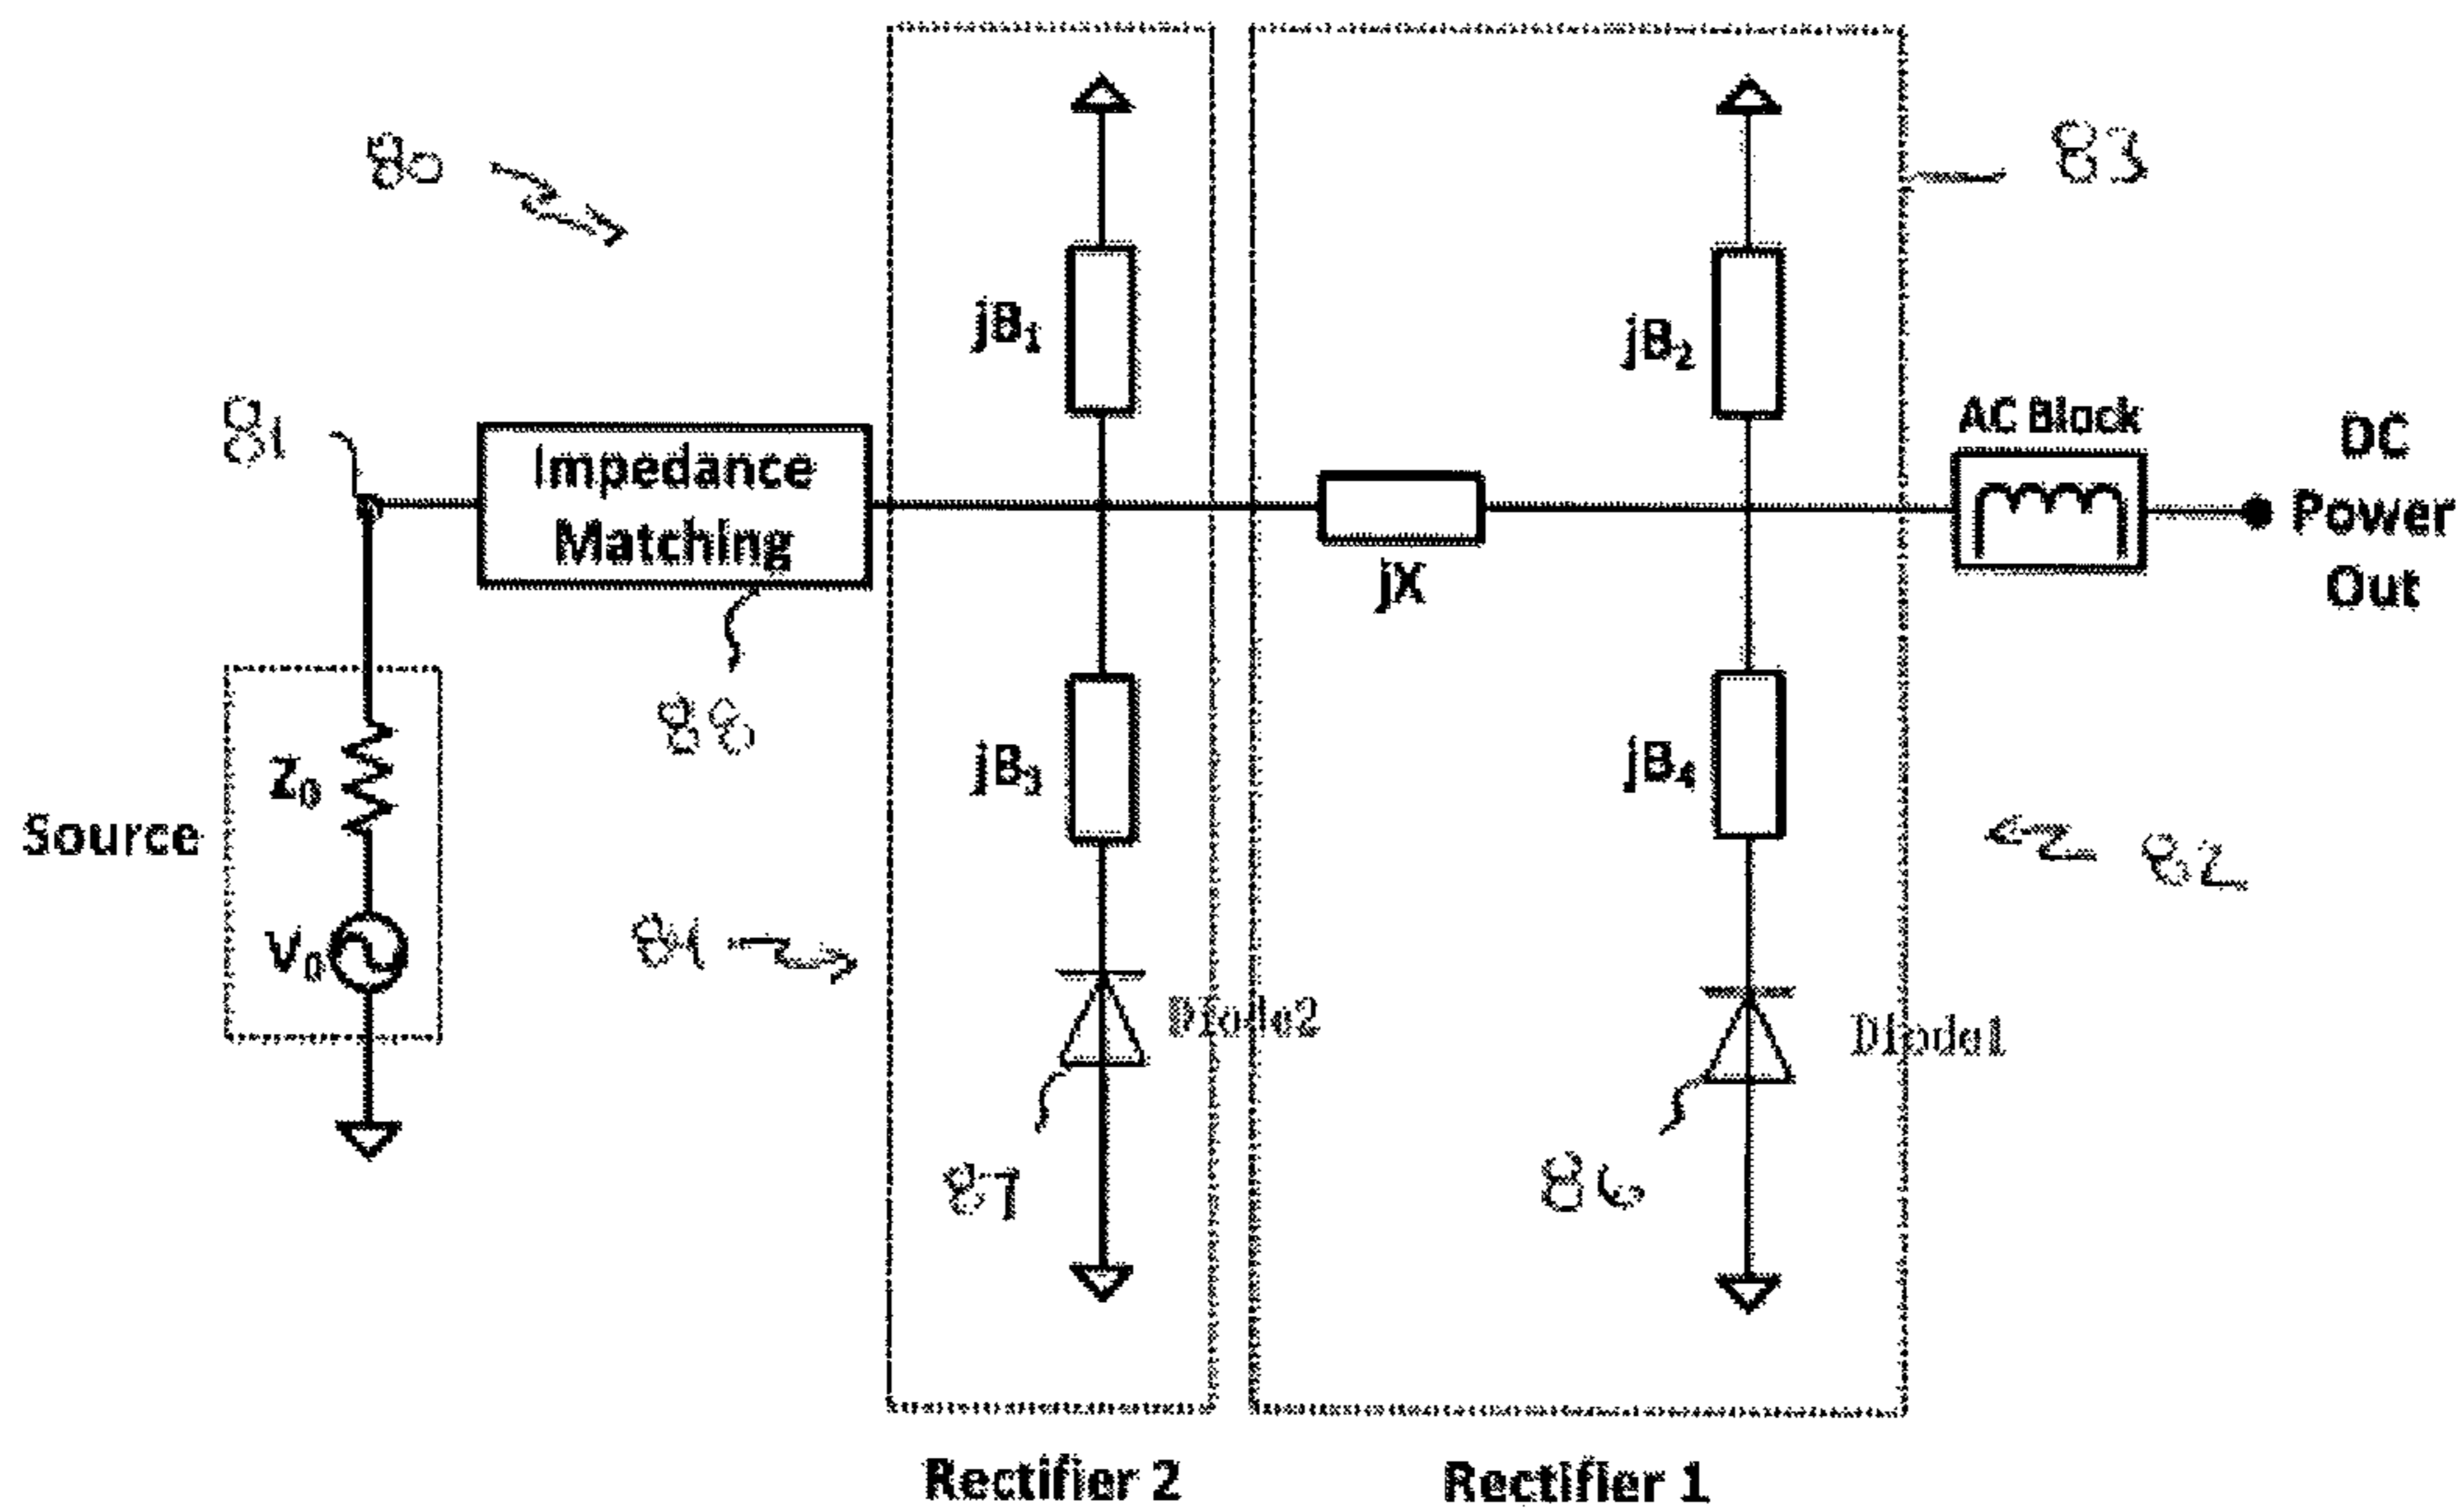 80
83
jB₁
jB₂
81
Impedance
Matching
AC Block
DC
Power
Out
jX
86
Z₀
jB₃
jB₄
Source
82
84
V₀
Diode2
Diode1
87
86
Rectifier 2
Rectifier 1